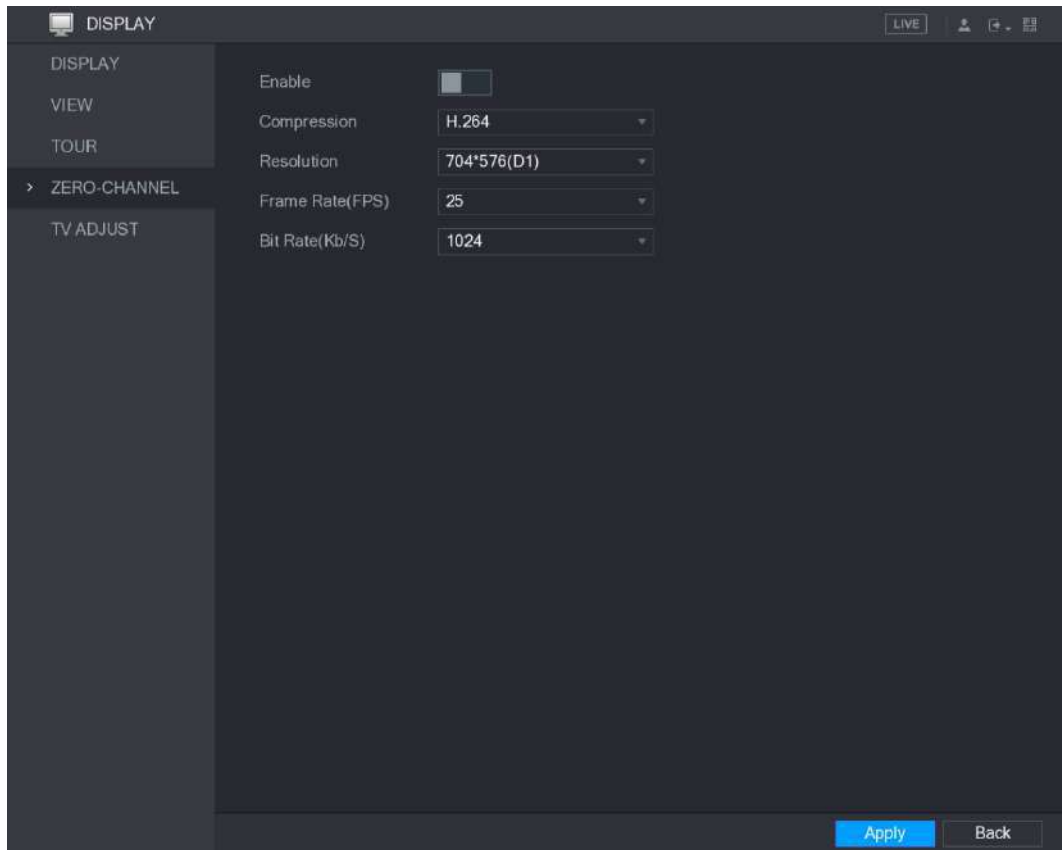 DISPLAY
LIVE
DISPLAY
VIEW
TOUR
> ZERO-CHANNEL
TV ADJUST
Enable
Compression H.264
Resolution 704*576(D1)
Frame Rate(FPS) 25
Bit Rate(Kb/S) 1024
Apply Back